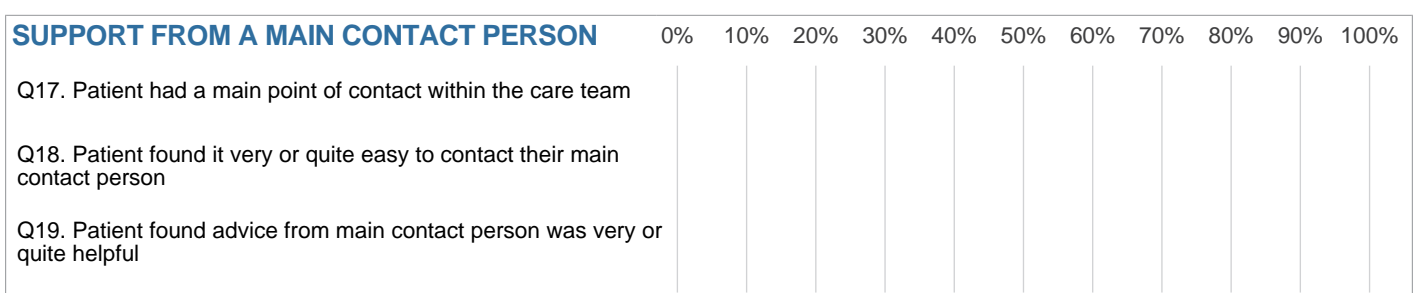 SUPPORT FROM A MAIN CONTACT PERSON 0% 10% 20% 30% 40% 50% 60% 70% 80% 90% 100%
Q17. Patient had a main point of contact within the care team
Q18. Patient found it very or quite easy to contact their main
contact person
Q19. Patient found advice from main contact person was very or
quite helpful